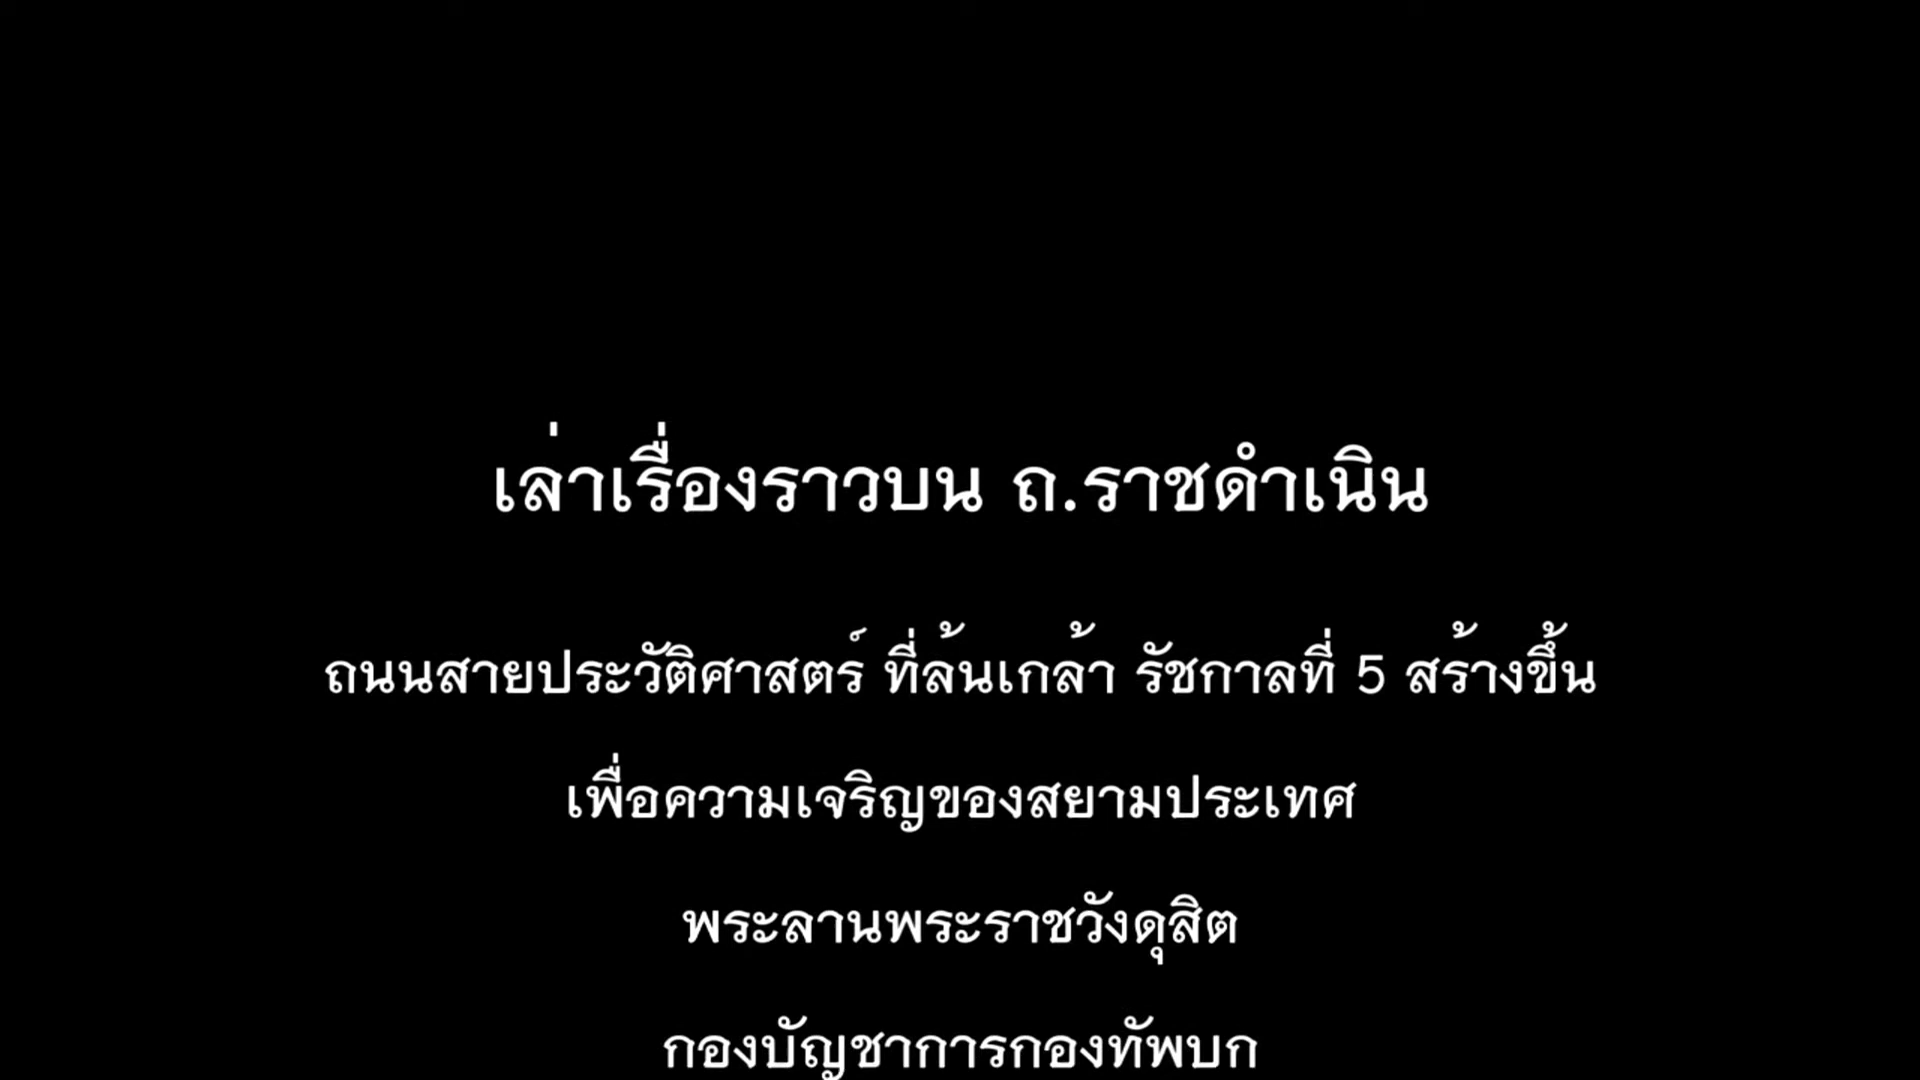 เล่าเรื่องราวบน ถ.ราชดำเนิน
ถนนสายประวัติศาสตร์ ที่ล้นเกล้า รัชกาลที่ 5 สร้างขึ้น
เพื่อความเจริญของสยามประเทศ
พระลานพระราชวังดุสิต
กองบัญชาการกองทัพบก